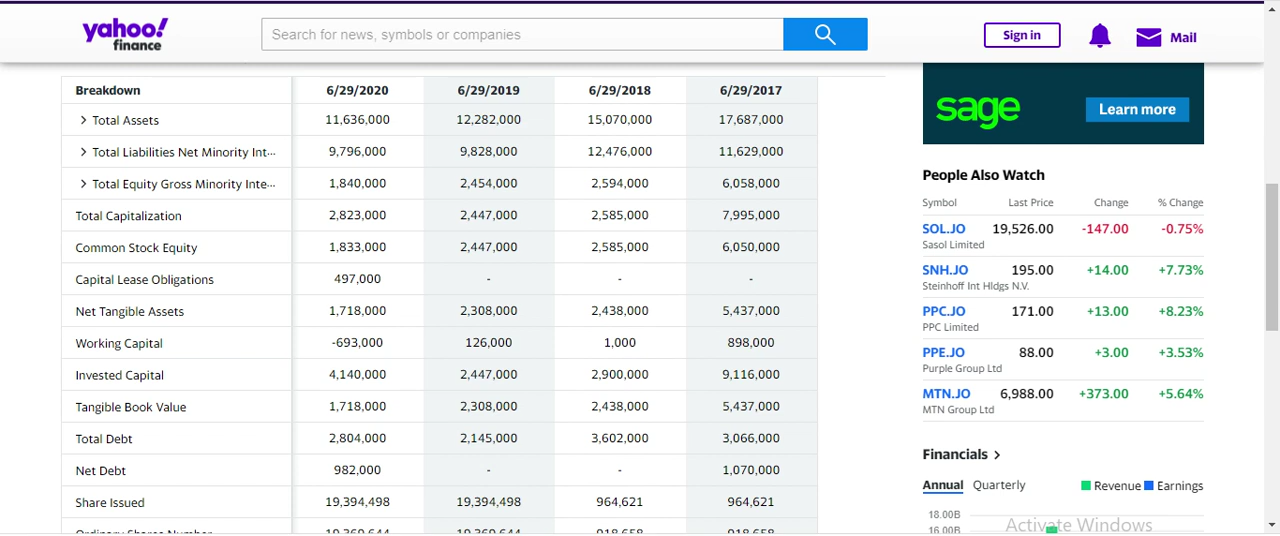 yahoo!
finance
Search for news, symbols or companies
Sign in
Mail
Breakdown 6/29/2020 6/29/2019 6/29/2018 6/29/2017
Total Assets 11,636,000 12,282,000 15,070,000 17,687,000
Total Liabilities Net Minority Int... 9,796,000 9,828,000 12,476,000 11,629,000
Total Equity Gross Minority Inte... 1,840,000 2,454,000 2,594,000 6,058,000
Total Capitalization 2,823,000 2,447,000 2,585,000 7,995,000
Common Stock Equity 1,833,000 2,447,000 2,585,000 6,050,000
Capital Lease Obligations 497,000 - - -
Net Tangible Assets 1,718,000 2,308,000 2,438,000 5,437,000
Working Capital -693,000 126,000 1,000 898,000
Invested Capital 4,140,000 2,447,000 2,900,000 9,116,000
Tangible Book Value 1,718,000 2,308,000 2,438,000 5,437,000
Total Debt 2,804,000 2,145,000 3,602,000 3,066,000
Net Debt 982,000 - - 1,070,000
Share Issued 19,394,498 19,394,498 964,621 964,621
sage
Learn more
People Also Watch
Symbol Last Price Change % Change
SOL.JO 19,526.00 -147.00 -0.75%
Sasol Limited
SNH.JO 195.00 +14.00 +7.73%
Steinhoff Int Hldgs N.V.
PPC.JO 171.00 +13.00 +8.23%
PPC Limited
PPE.JO 88.00 +3.00 +3.53%
Purple Group Ltd
MTN.JO 6,988.00 +373.00 +5.64%
MTN Group Ltd
Financials
Annual Quarterly Revenue Earnings
18.00B
16.00B
Activate Windows